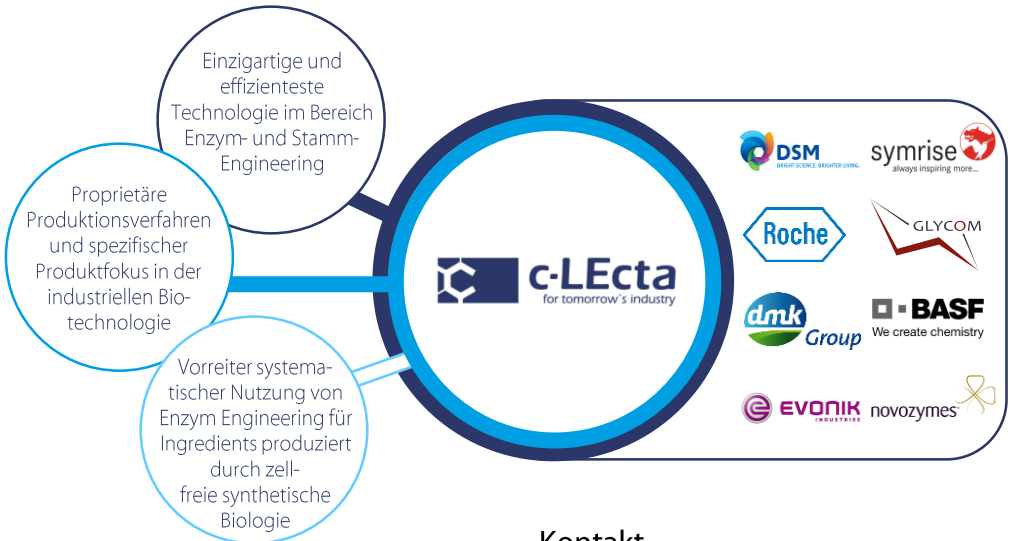 Einzigartige und
effizienteste
Technologie im Bereich
Enzym- und Stamm-
Engineering
Proprietäre
Produktionsverfahren
und spezifischer
Produktfokus in der
industriellen Bio-
technologie
Vorreiter systema-
tischer Nutzung von
Enzym Engineering für
Ingredients produziert
durch zell-
freie synthetische
Biologie
c-LEcta
for tomorrow´s industry
DSM
BRIGHT SCIENCE. BRIGHTER LIVING.
symrise
always inspiring more...
Roche
GLYCOM
dmk
Group
BASF
We create chemistry
EVONIK
INDUSTRIES
novozymes
Kontakt